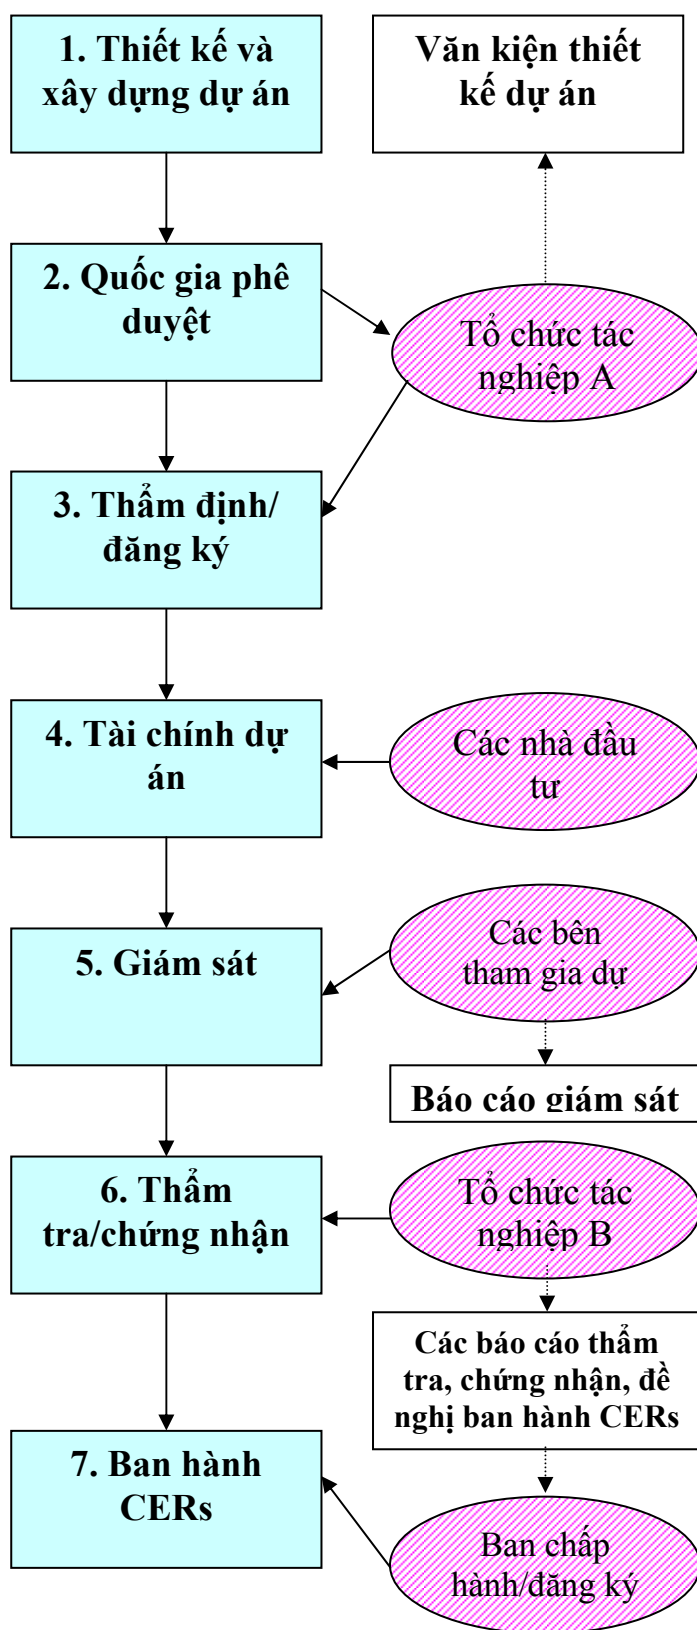 1. Thiết kế và
xây dựng dự án
Văn kiện thiết
kế dự án
2. Quốc gia phê
duyệt
Tổ chức tác
nghiệp A
3. Thẩm định/
đăng ký
4. Tài chính dự
án
Các nhà đầu
tư
5. Giám sát
Các bên
tham gia dự
Báo cáo giám sát
6. Thẩm
tra/chứng nhận
Tổ chức tác
nghiệp B
Các báo cáo thẩm
tra, chứng nhận, đề
nghị ban hành CERs
7. Ban hành
CERs
Ban chấp
hành/đăng ký